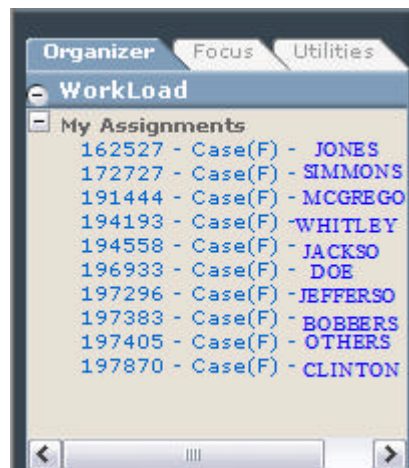 Organizer Focus Utilities
WorkLoad
My Assignments
162527 - Case(F) - JONES
172727 - Case(F) - SIMMONS
191444 - Case(F) - MCGREGO
194193 - Case(F) -WHITLEY
194558 - Case(F) - JACKSO
196933 - Case(F) - DOE
197296 - Case(F) -JEFFERSO
197383 - Case(F) - BOBBERS
197405 - Case(F) - OTHERS
197870 - Case(F) - CLINTON